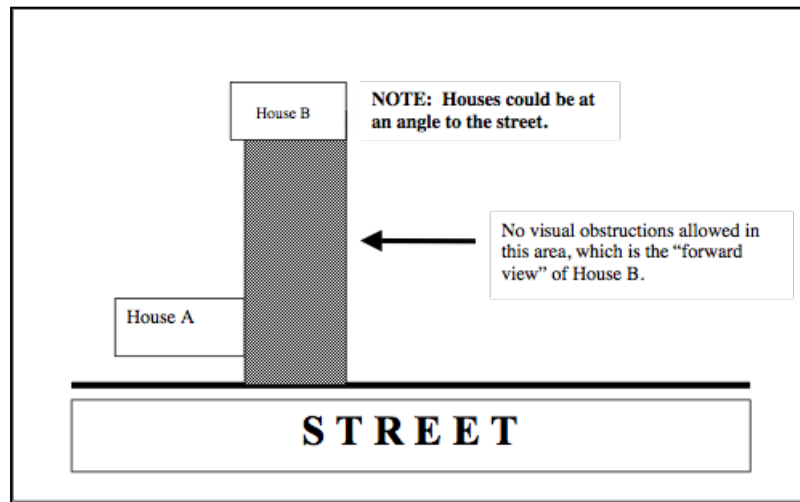 House B
NOTE: Houses could be at
an angle to the street.
No visual obstructions allowed in
this area, which is the “forward
view” of House B.
House A
STREET